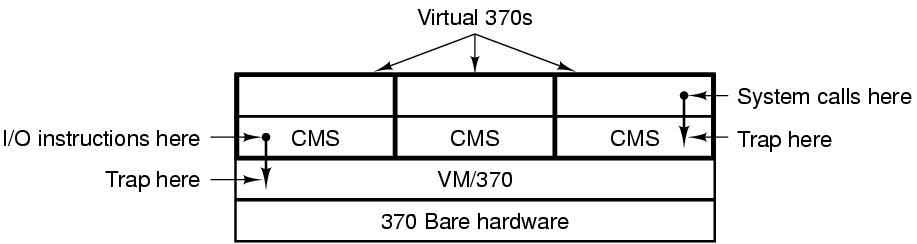 Virtual 370s
System calls here
I/O instructions here
CMS
CMS
CMS
Trap here
Trap here
VM/370
370 Bare hardware